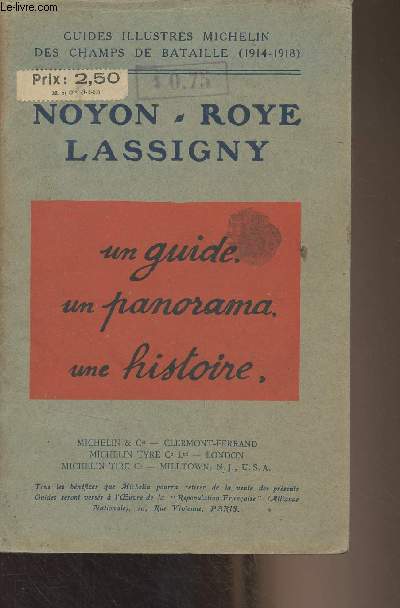 Le-livre.com
GUIDES ILLUSTRÉS MICHELIN
DES CHAMPS DE BATAILLE (1914-1918)
Prix: 2,50
0.75
NOYON - ROYE
LASSIGNY
un guide.
un panorama.
une histoire.
MICHELIN & Cie — CLERMONT-FERRAND
MICHELIN TYRE Co Ltd — LONDON
MICHELIN TIRE Co — MILLTOWN, N. J., U. S. A.
Tous les bénéfices que Michelin pourra retirer de la vente des présents
Guides seront versés à l'Œuvre de la "Repopulation Française" (Alliance
Nationale), 10, Rue Vivienne, PARIS.